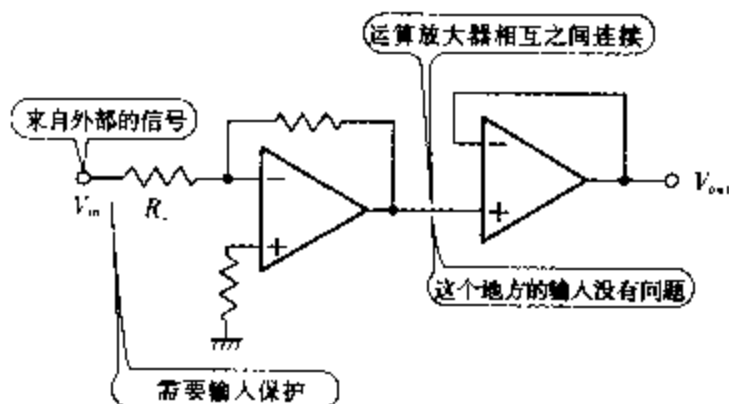 运算放大器相互之间连接
来自外部的信号
V_in
R
V_out
这个地方的输入没有问题
需要输入保护